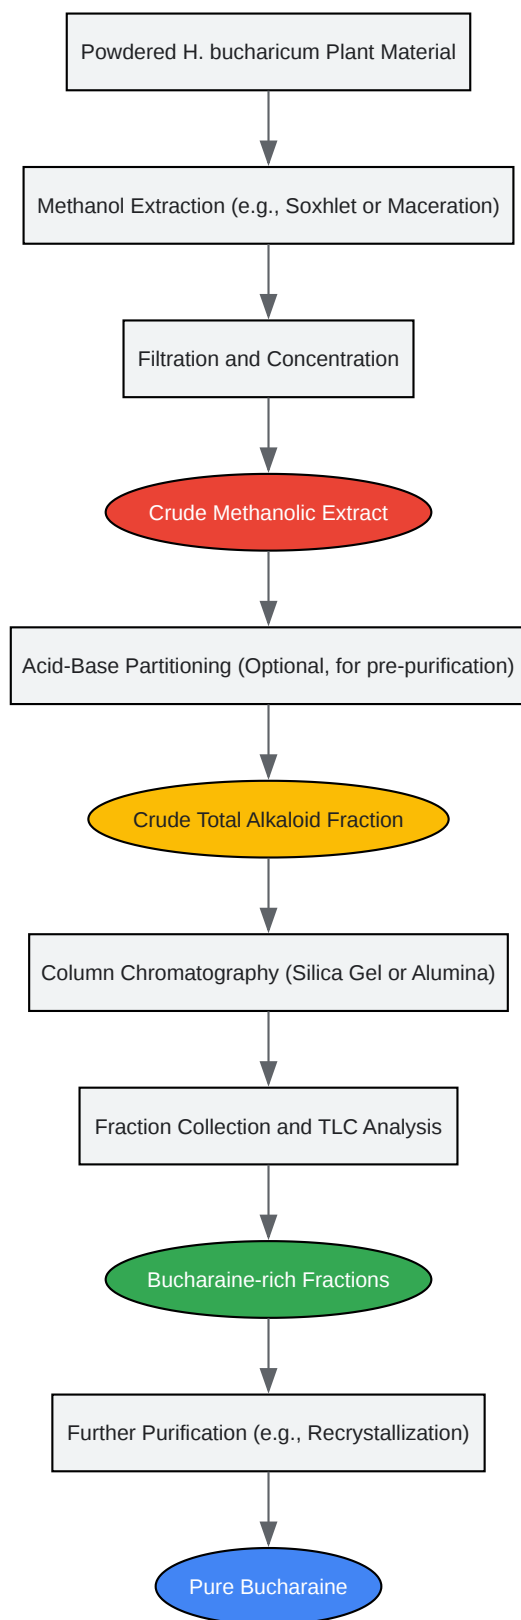 Powdered H. bucharicum Plant Material
Methanol Extraction (e.g., Soxhlet or Maceration)
Filtration and Concentration
Crude Methanolic Extract
Acid-Base Partitioning (Optional, for pre-purification)
Crude Total Alkaloid Fraction
Column Chromatography (Silica Gel or Alumina)
Fraction Collection and TLC Analysis
Bucharaine-rich Fractions
Further Purification (e.g., Recrystallization)
Pure Bucharaine